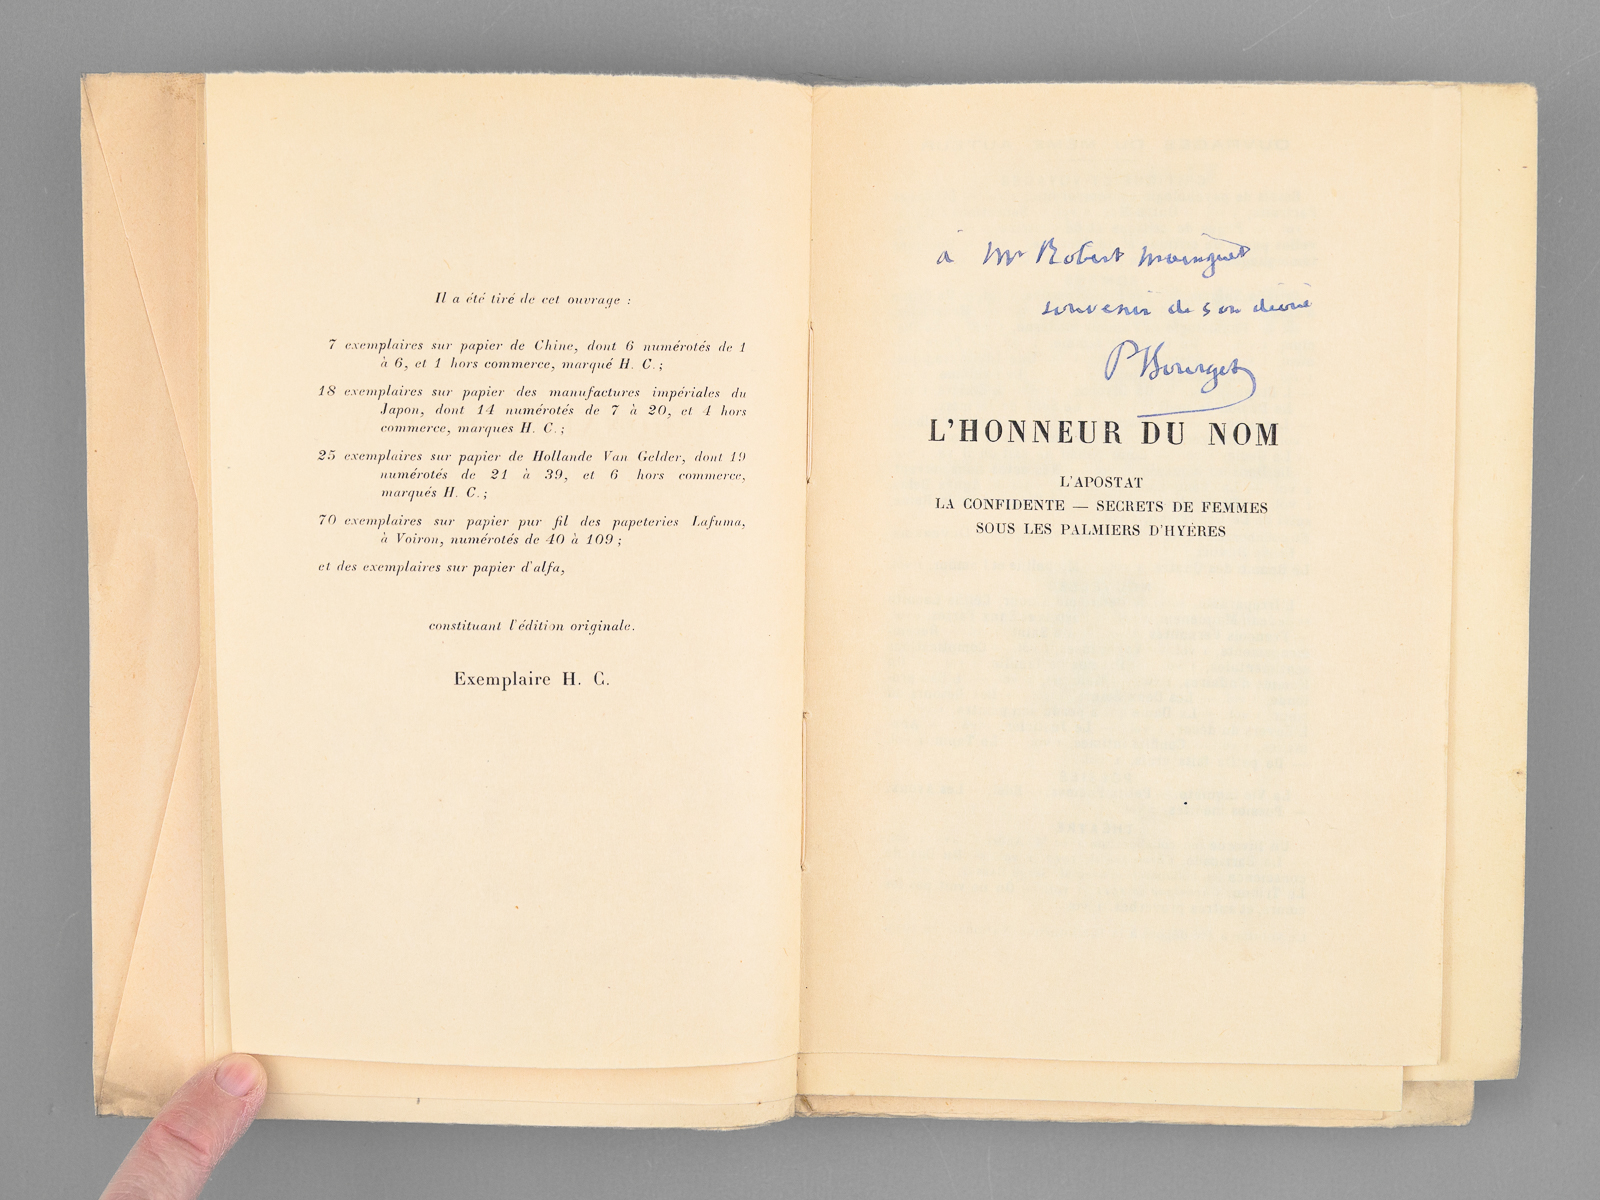 Il a été tiré de cet ouvrage :
7 exemplaires sur papier de Chine, dont 6 numérotés de 1
à 6, et 1 hors commerce, marqué H. C.;
18 exemplaires sur papier des manufactures impériales du
Japon, dont 14 numérotés de 7 à 20, et 4 hors
commerce, marques H. C.;
25 exemplaires sur papier de Hollande Van Gelder, dont 19
numérotés de 21 à 39, et 6 hors commerce,
marqués H. C.;
70 exemplaires sur papier pur fil des papeteries Lafuma,
à Voiron, numérotés de 40 à 109;
et des exemplaires sur papier d'alfa,
constituant l'édition originale.
Exemplaire H. C.
à Mr Robert Mainguet
souvenir de son dévoué
P Bourget
L'HONNEUR DU NOM
L'APOSTAT
LA CONFIDENTE — SECRETS DE FEMMES
SOUS LES PALMIERS D'HYÈRES